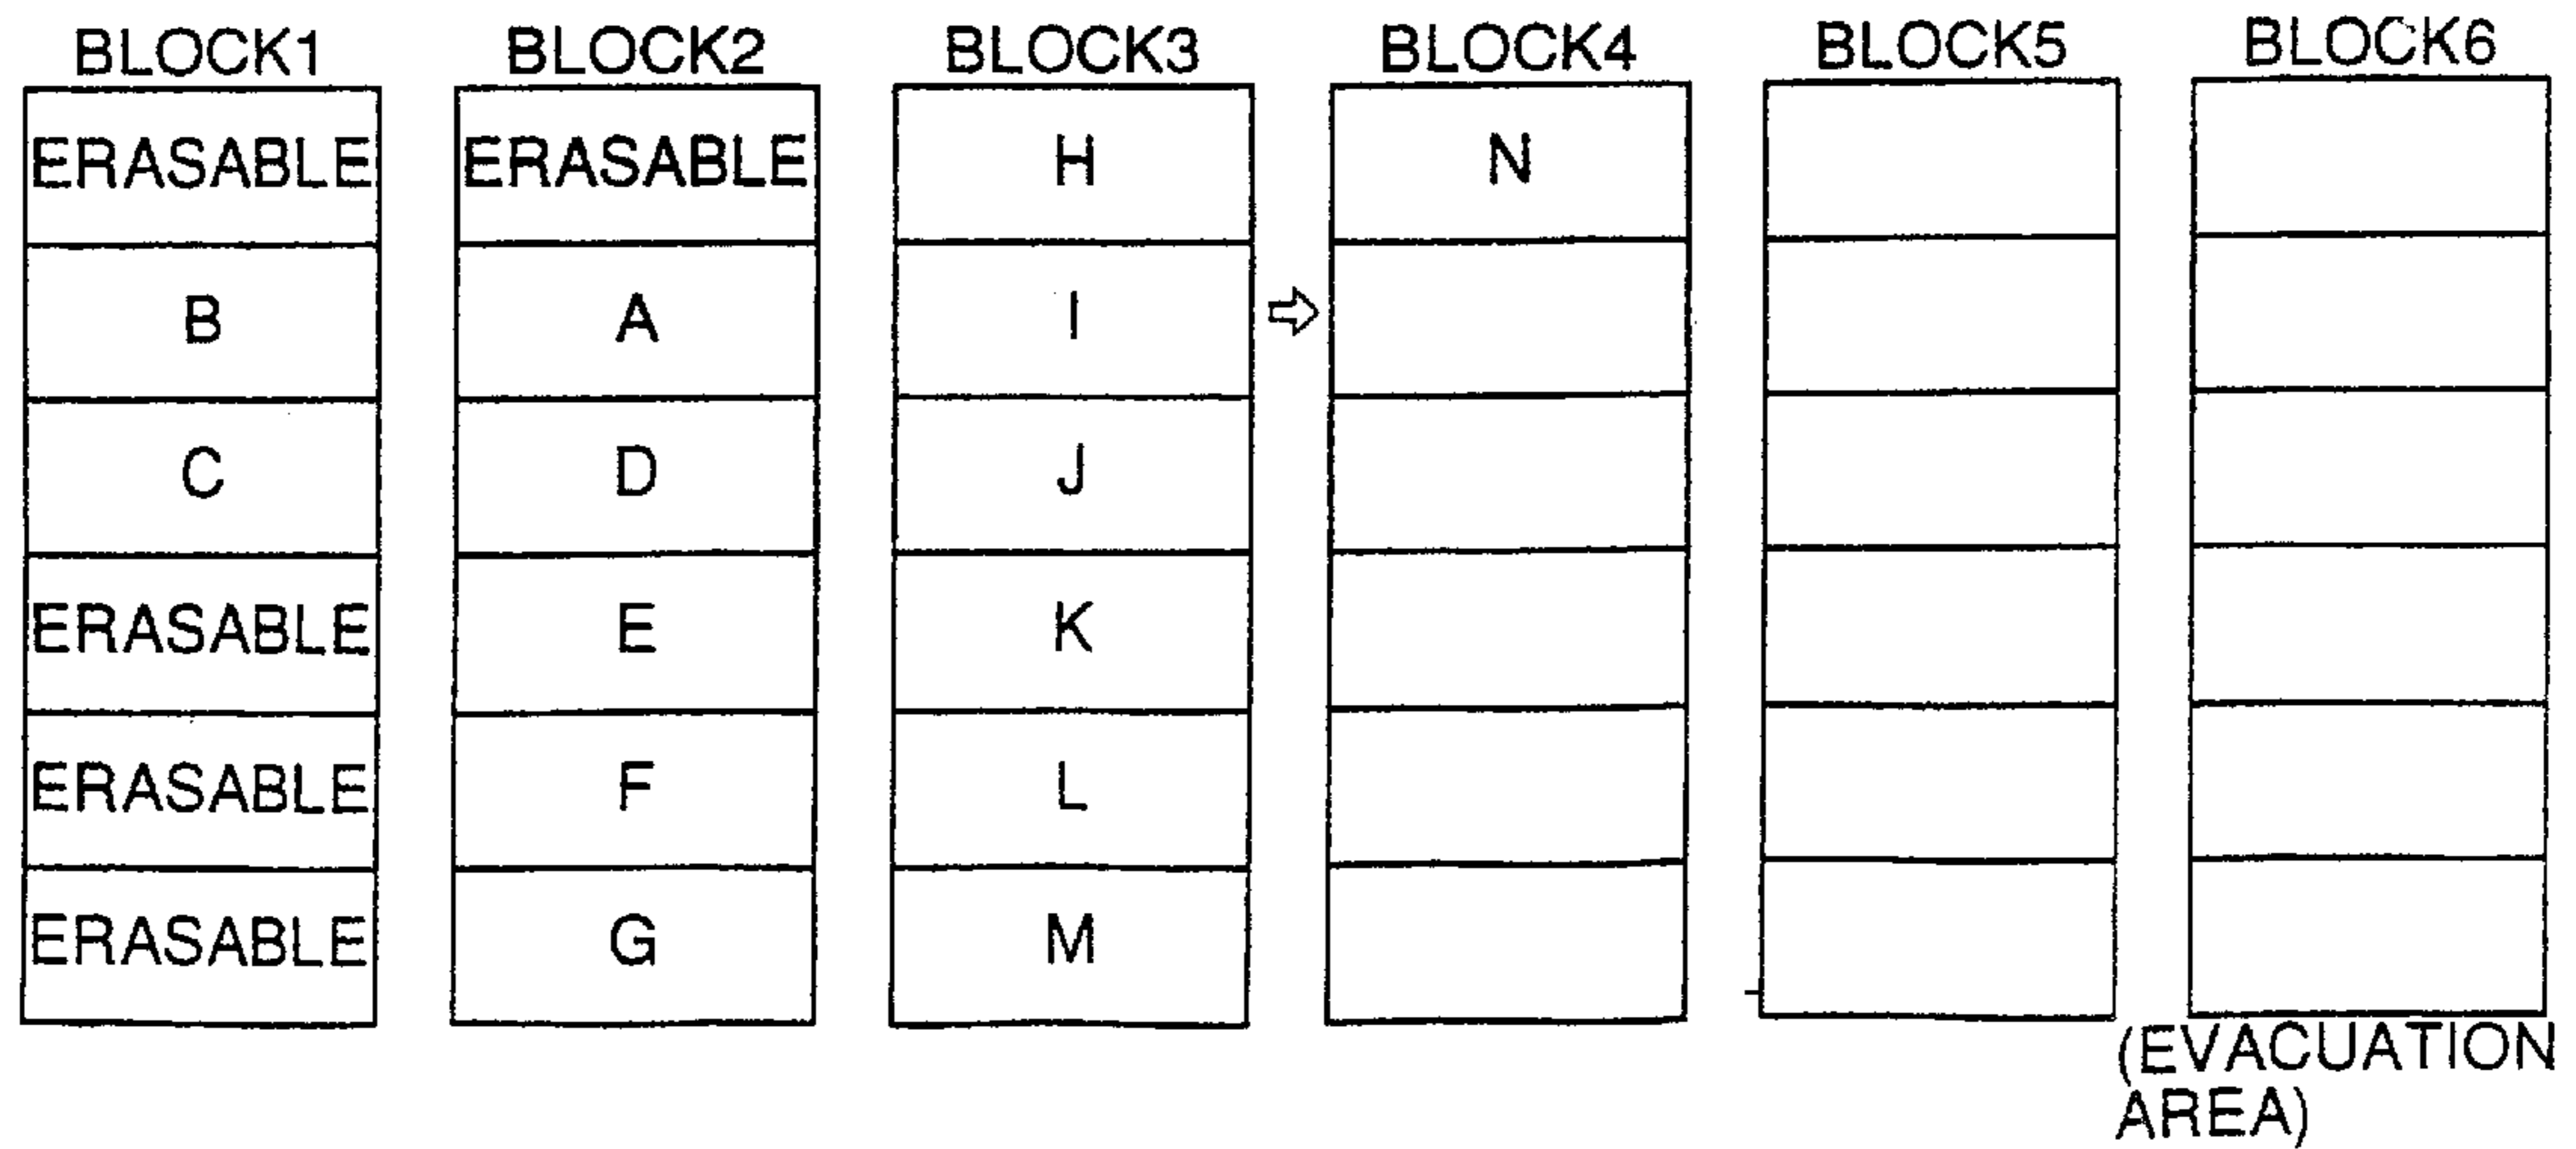 BLOCK1 BLOCK2 BLOCK3 BLOCK4 BLOCK5 BLOCK6
ERASABLE ERASABLE H N
B A I
C D J
ERASABLE E K
ERASABLE F L
ERASABLE G M
(EVACUATION
AREA)